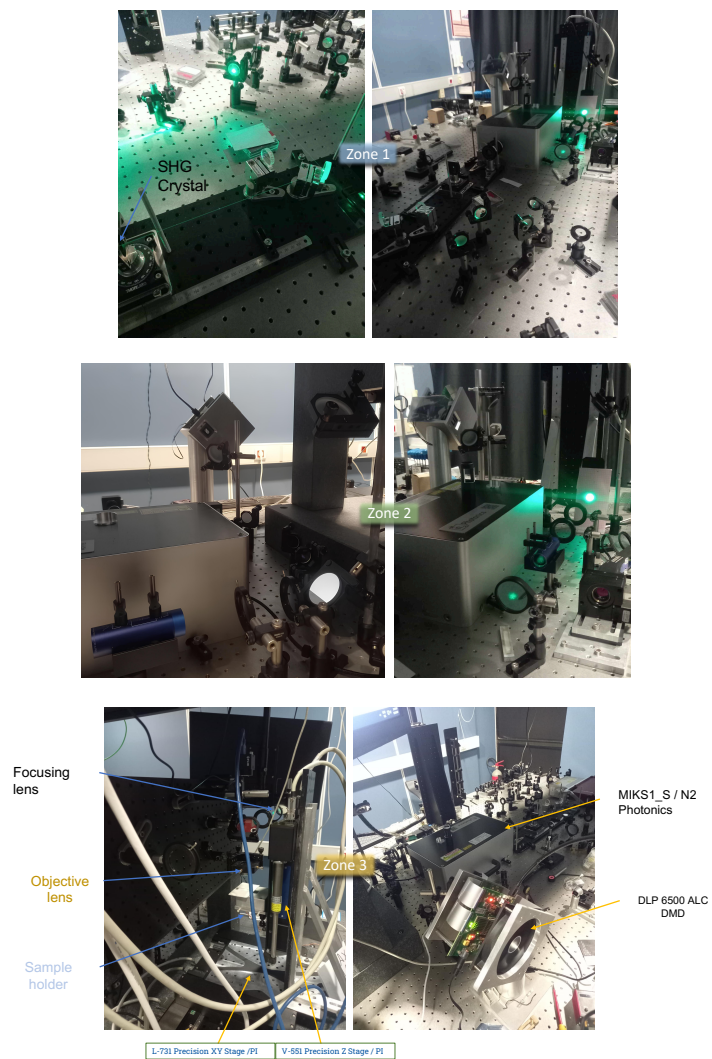 SHG
Crystal
Zone 1
Zone 2
Focusing
lens
Objective
lens
Sample
holder
Zone 3
MIKS1_S / N2
Photonics
DLP 6500 ALC
DMD
L-731 Precision XY Stage /PI
V-551 Precision Z Stage / PI